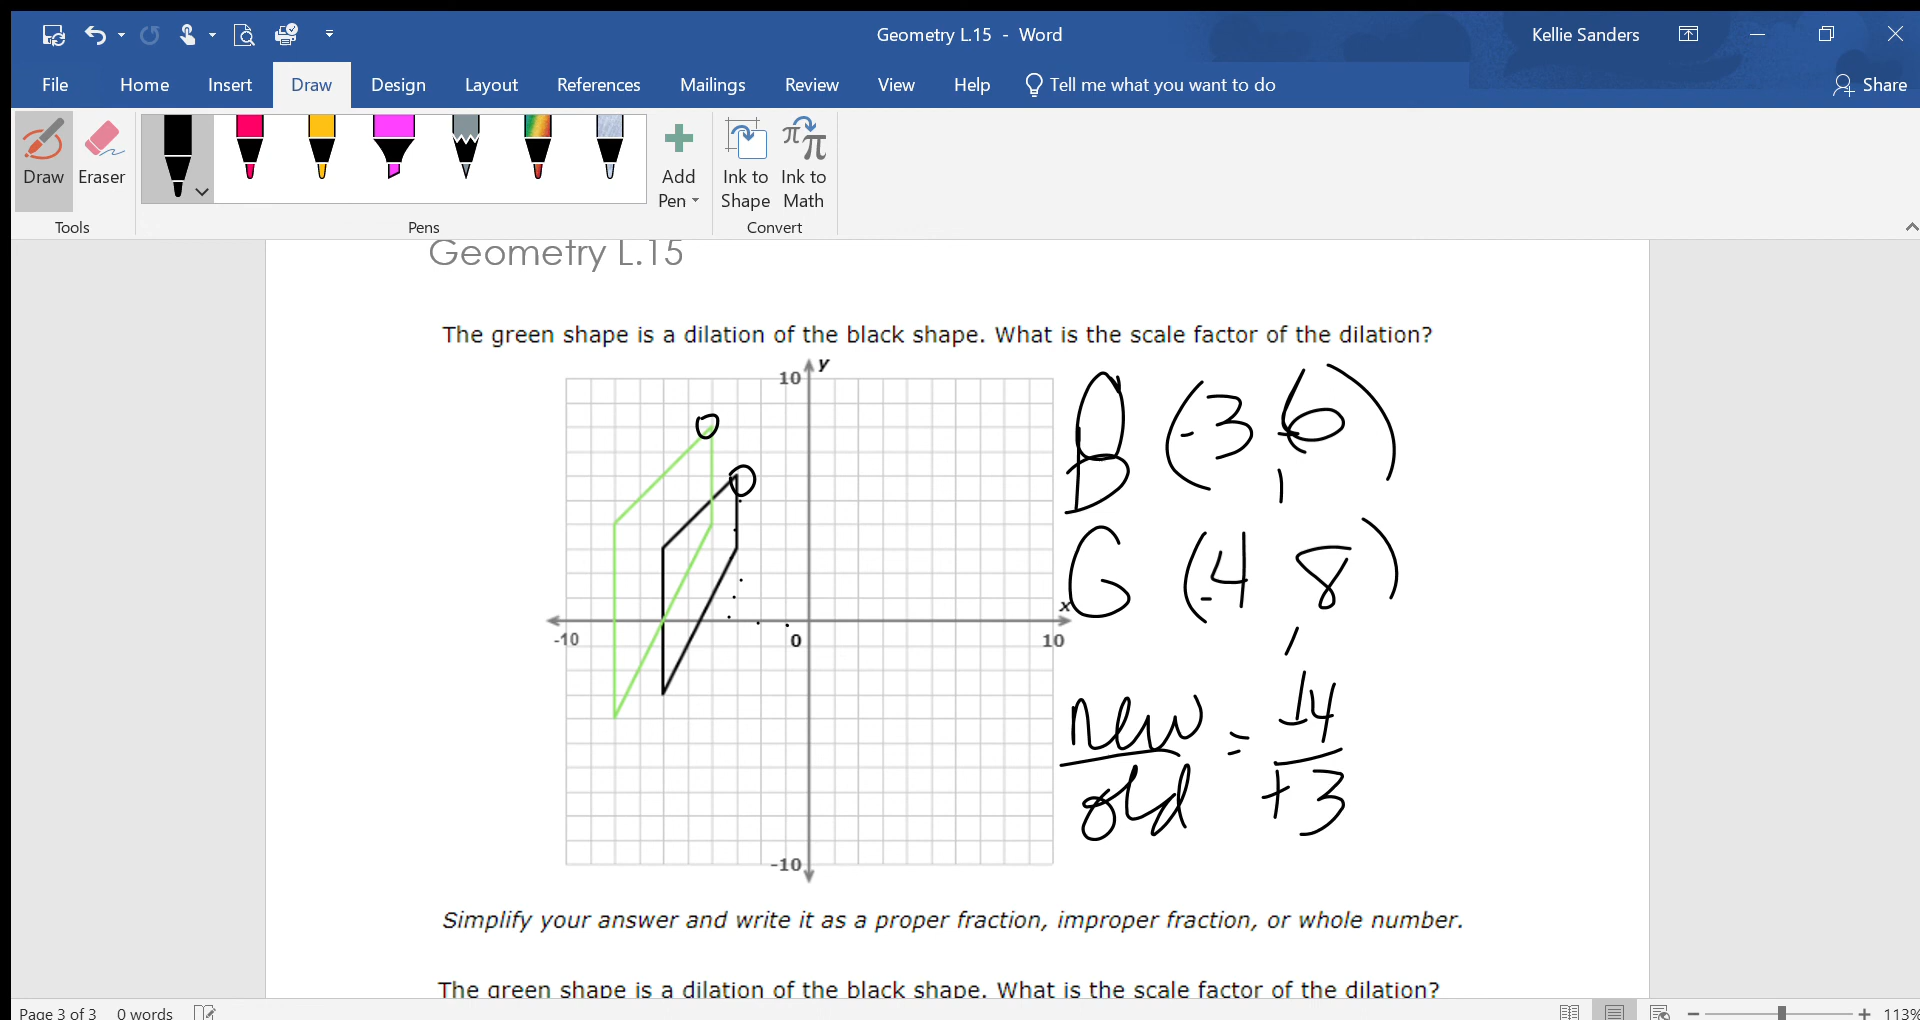 Geometry L.15 - Word
Kellie Sanders
File Home Insert Draw Design Layout References Mailings Review View Help Tell me what you want to do Share
Draw Eraser Add Pen Ink to Shape Ink to Math
Tools Pens Convert
Geometry L.15
The green shape is a dilation of the black shape. What is the scale factor of the dilation?
y
10
B (-3, 6)
G (-4, 8)
x
-10 0 10
new/old = +4/+3
-10
Simplify your answer and write it as a proper fraction, improper fraction, or whole number.
The green shape is a dilation of the black shape. What is the scale factor of the dilation?
Page 3 of 3 0 words 113%